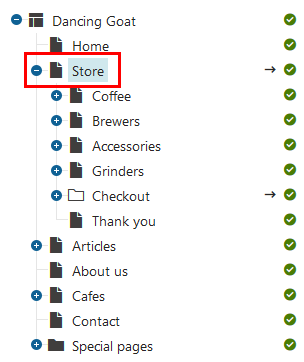 Dancing Goat
Home
Store
Coffee
Brewers
Accessories
Grinders
Checkout
Thank you
Articles
About us
Cafes
Contact
Special pages